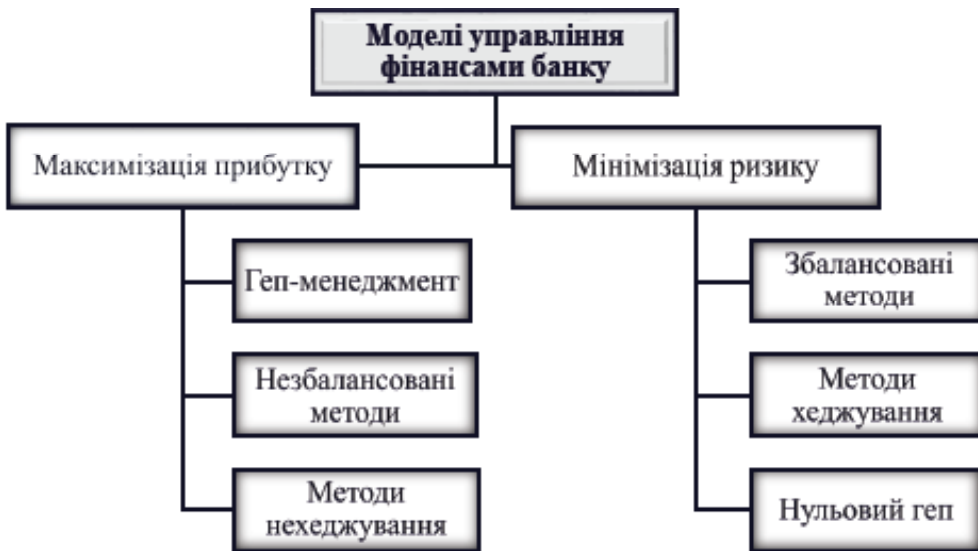 Моделі управління
фінансами банку
Максимізація прибутку
Мінімізація ризику
Геп-менеджмент
Незбалансовані
методи
Методи
нехеджування
Збалансовані
методи
Методи
хеджування
Нульовий геп